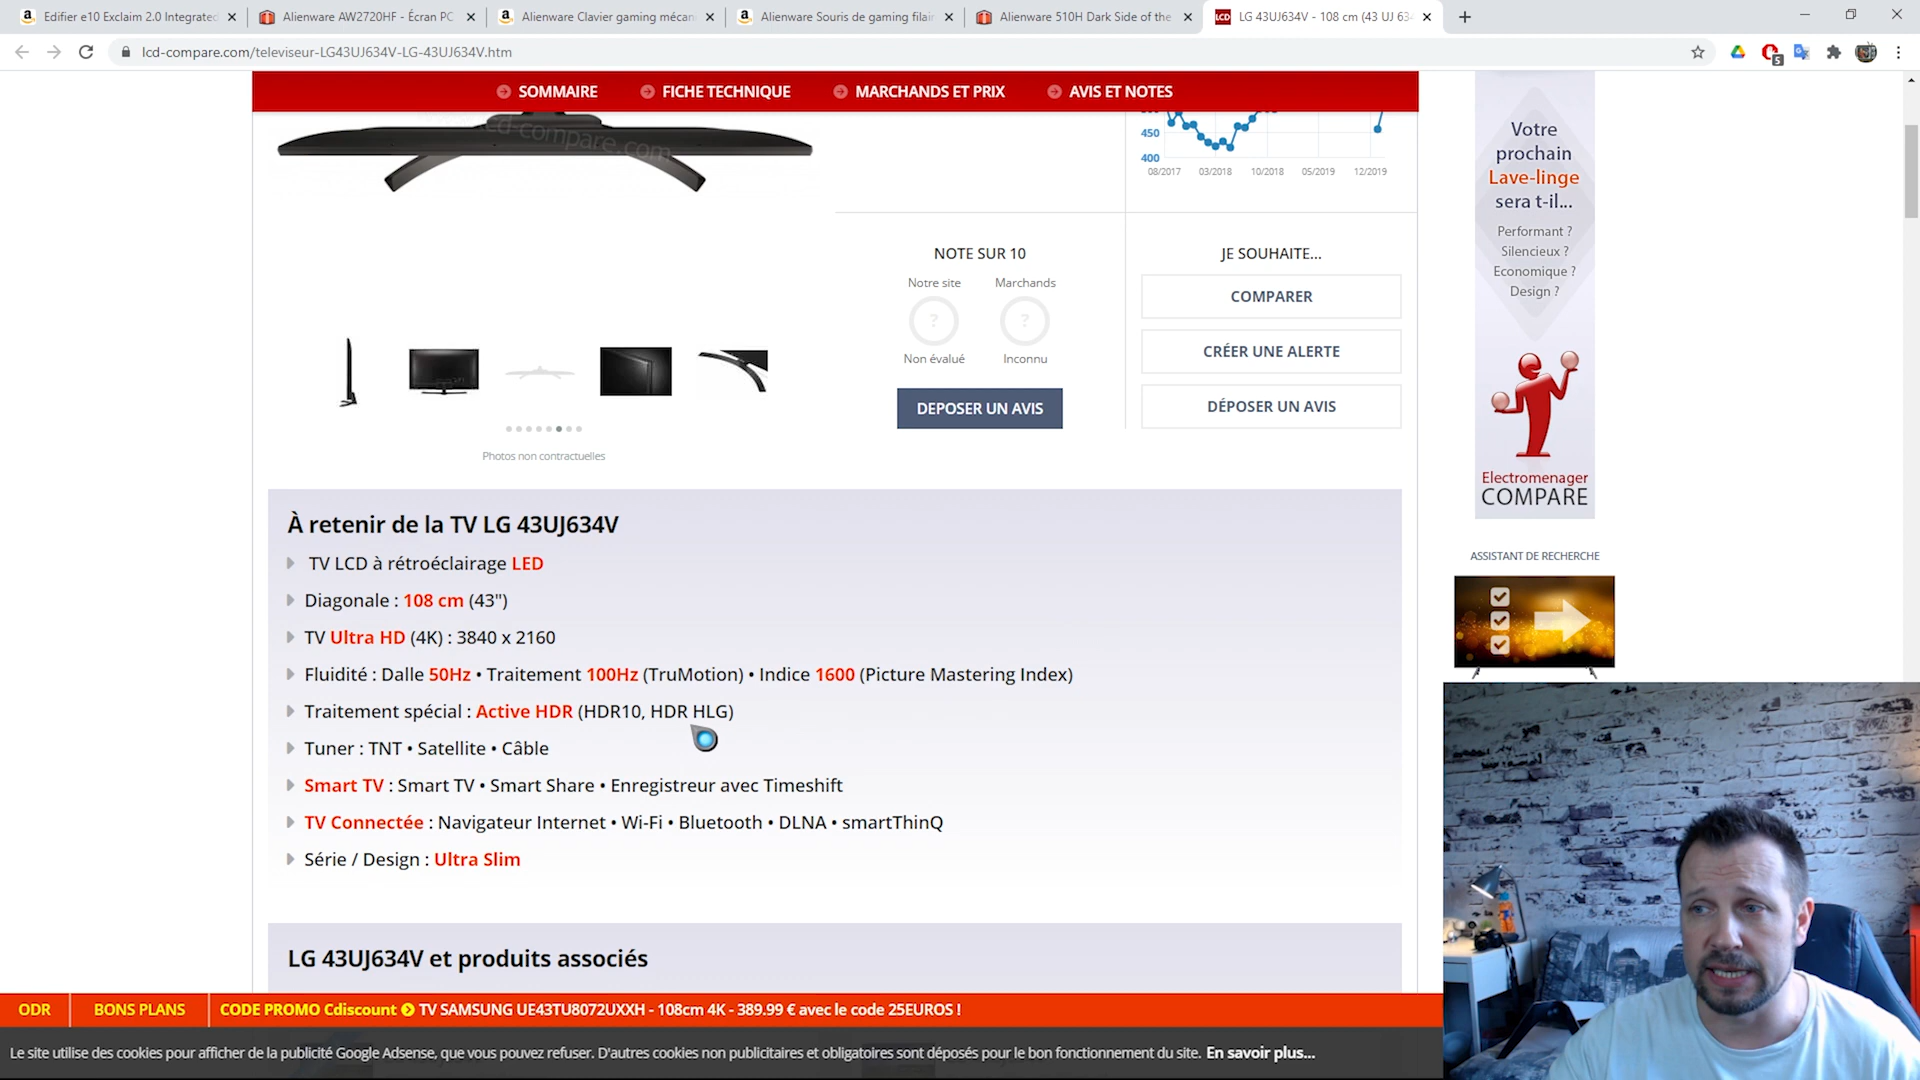 Edifier e10 Exclaim 2.0 Integrated
Alienware AW2720HF - Écran PC
Alienware Clavier gaming mécan
Alienware Souris de gaming filair
Alienware 510H Dark Side of the
LG 43UJ634V - 108 cm (43 UJ 634
lcd-compare.com/televiseur-LG43UJ634V-LG-43UJ634V.htm
5
SOMMAIRE
FICHE TECHNIQUE
MARCHANDS ET PRIX
AVIS ET NOTES
cd-compare.com
450
400
08/2017 03/2018 10/2018 05/2019 12/2019
NOTE SUR 10
Notre site Marchands
? ?
Non évalué Inconnu
DEPOSER UN AVIS
JE SOUHAITE...
COMPARER
CRÉER UNE ALERTE
DÉPOSER UN AVIS
Photos non contractuelles
À retenir de la TV LG 43UJ634V
TV LCD à rétroéclairage LED
Diagonale : 108 cm (43")
TV Ultra HD (4K) : 3840 x 2160
Fluidité : Dalle 50Hz • Traitement 100Hz (TruMotion) • Indice 1600 (Picture Mastering Index)
Traitement spécial : Active HDR (HDR10, HDR HLG)
Tuner : TNT • Satellite • Câble
Smart TV : Smart TV • Smart Share • Enregistreur avec Timeshift
TV Connectée : Navigateur Internet • Wi-Fi • Bluetooth • DLNA • smartThinQ
Série / Design : Ultra Slim
LG 43UJ634V et produits associés
Votre
prochain
Lave-linge
sera t-il...
Performant ?
Silencieux ?
Economique ?
Design ?
Electromenager
COMPARE
ASSISTANT DE RECHERCHE
ODR
BONS PLANS
CODE PROMO Cdiscount TV SAMSUNG UE43TU8072UXXH - 108cm 4K - 389.99 € avec le code 25EUROS !
Le site utilise des cookies pour afficher de la publicité Google Adsense, que vous pouvez refuser. D'autres cookies non publicitaires et obligatoires sont déposés pour le bon fonctionnement du site. En savoir plus...